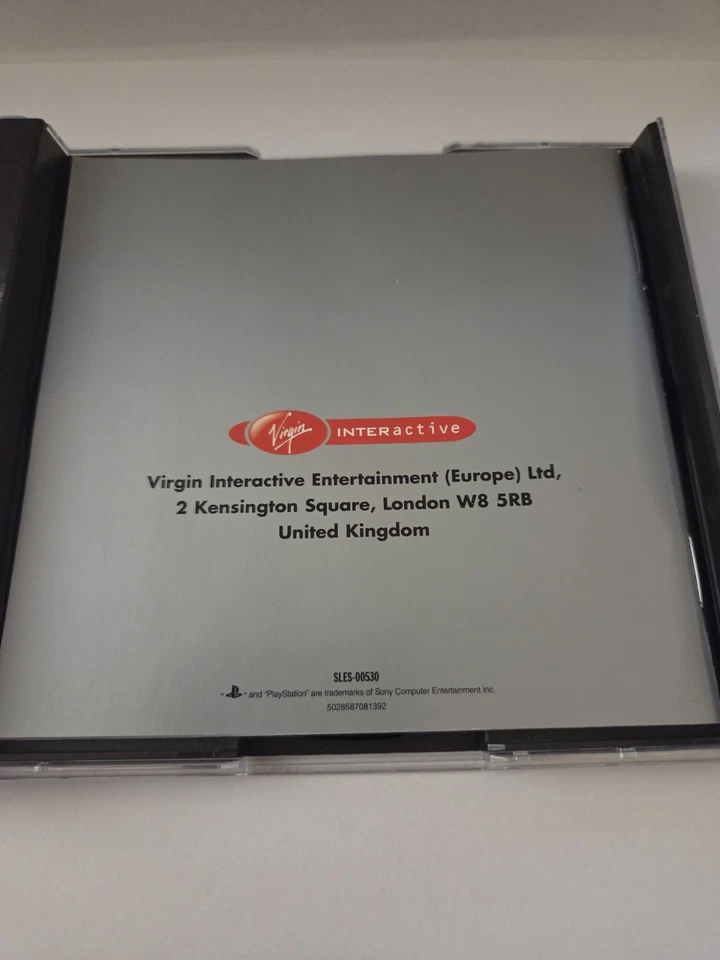 Virgin INTERactive
Virgin Interactive Entertainment (Europe) Ltd,
2 Kensington Square, London W8 5RB
United Kingdom
SLES-00530
" " and "PlayStation" are trademarks of Sony Computer Entertainment Inc.
5028587081392